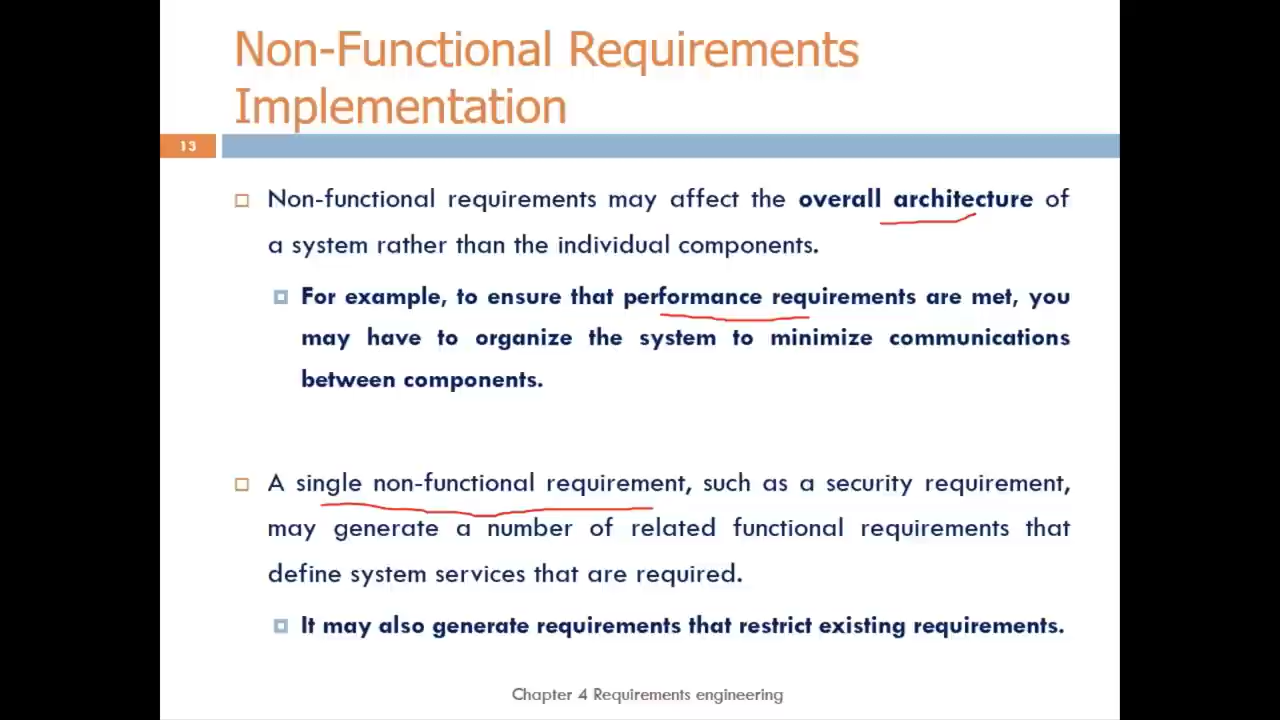 Non-Functional Requirements
Implementation
13
Non-functional requirements may affect the overall architecture of
a system rather than the individual components.
For example, to ensure that performance requirements are met, you
may have to organize the system to minimize communications
between components.
A single non-functional requirement, such as a security requirement,
may generate a number of related functional requirements that
define system services that are required.
It may also generate requirements that restrict existing requirements.
Chapter 4 Requirements engineering